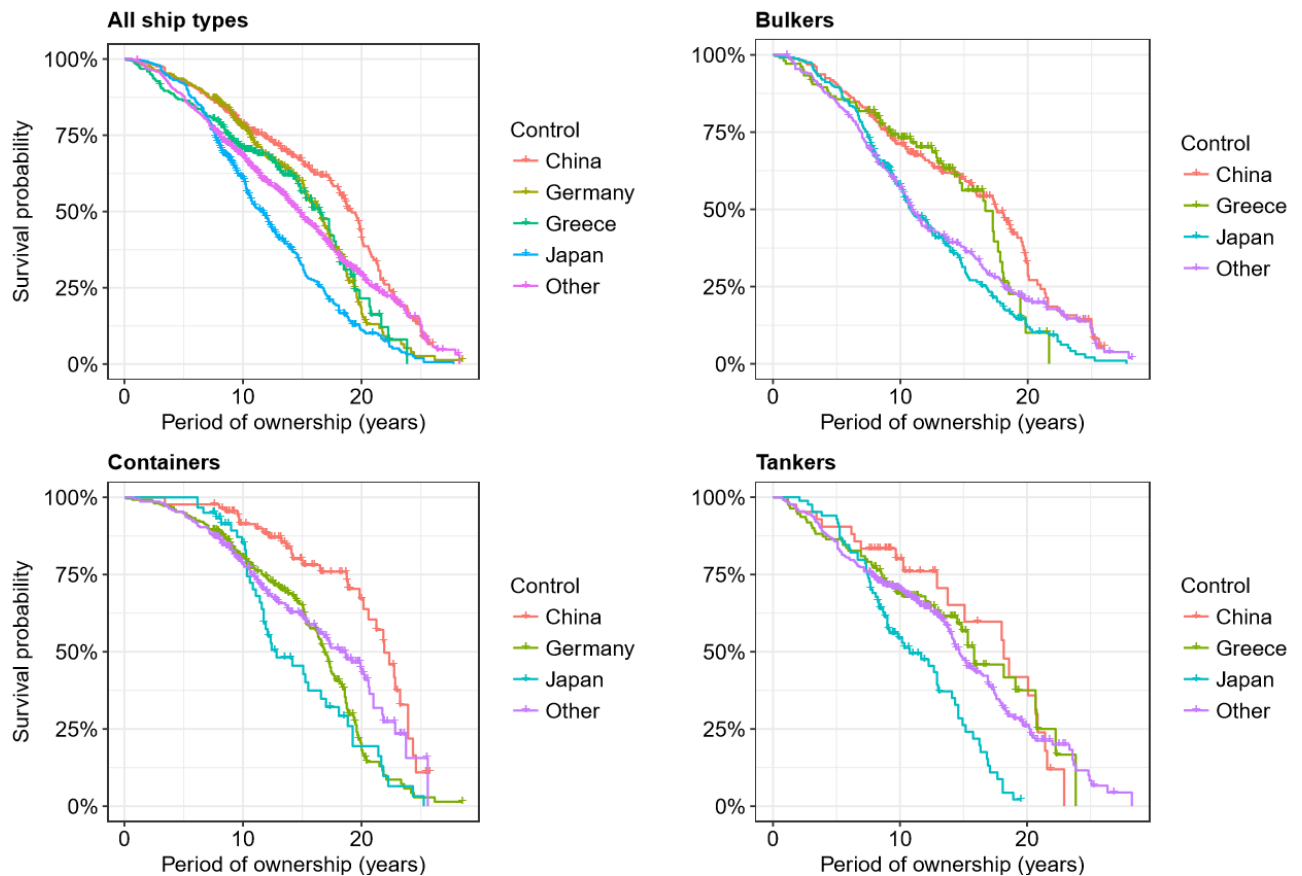 All ship types
100%
75%
50%
25%
0%
Survival probability
0
10
20
Period of ownership (years)
Control
China
Germany
Greece
Japan
Other
Bulkers
100%
75%
50%
25%
0%
0
10
20
Period of ownership (years)
Control
China
Greece
Japan
Other
Containers
100%
75%
50%
25%
0%
Survival probability
0
10
20
Period of ownership (years)
Control
China
Germany
Japan
Other
Tankers
100%
75%
50%
25%
0%
0
10
20
Period of ownership (years)
Control
China
Greece
Japan
Other